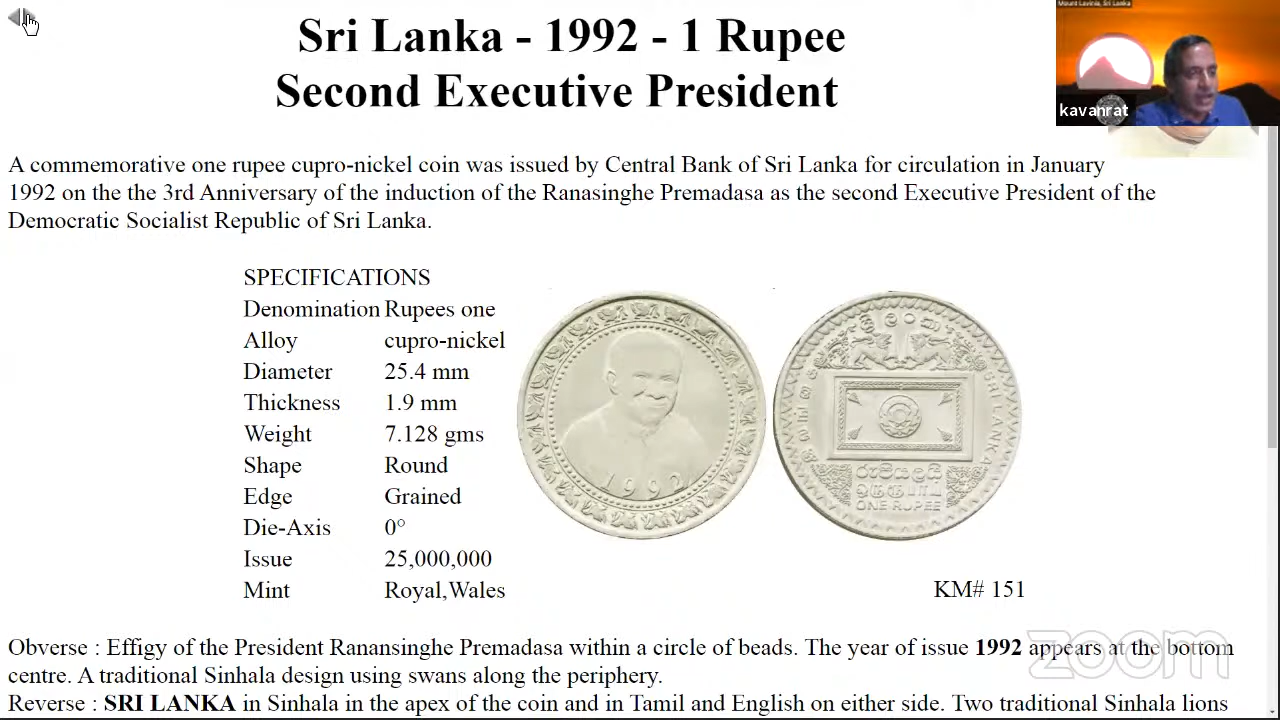 Sri Lanka - 1992 - 1 Rupee
Second Executive President
Mount Lavinia, Sri Lanka
kavanrat
A commemorative one rupee cupro-nickel coin was issued by Central Bank of Sri Lanka for circulation in January
1992 on the the 3rd Anniversary of the induction of the Ranasinghe Premadasa as the second Executive President of the
Democratic Socialist Republic of Sri Lanka.
SPECIFICATIONS
Denomination Rupees one
Alloy cupro-nickel
Diameter 25.4 mm
Thickness 1.9 mm
Weight 7.128 gms
Shape Round
Edge Grained
Die-Axis 0°
Issue 25,000,000
Mint Royal,Wales
1992
ශ්‍රී ලංකා
இலங்கை
SRI LANKA
රුපියලයි
ஒரு ரூபாய்
ONE RUPEE
KM# 151
Obverse : Effigy of the President Ranansinghe Premadasa within a circle of beads. The year of issue 1992 appears at the bottom
centre. A traditional Sinhala design using swans along the periphery.
Reverse : SRI LANKA in Sinhala in the apex of the coin and in Tamil and English on either side. Two traditional Sinhala lions
zoom